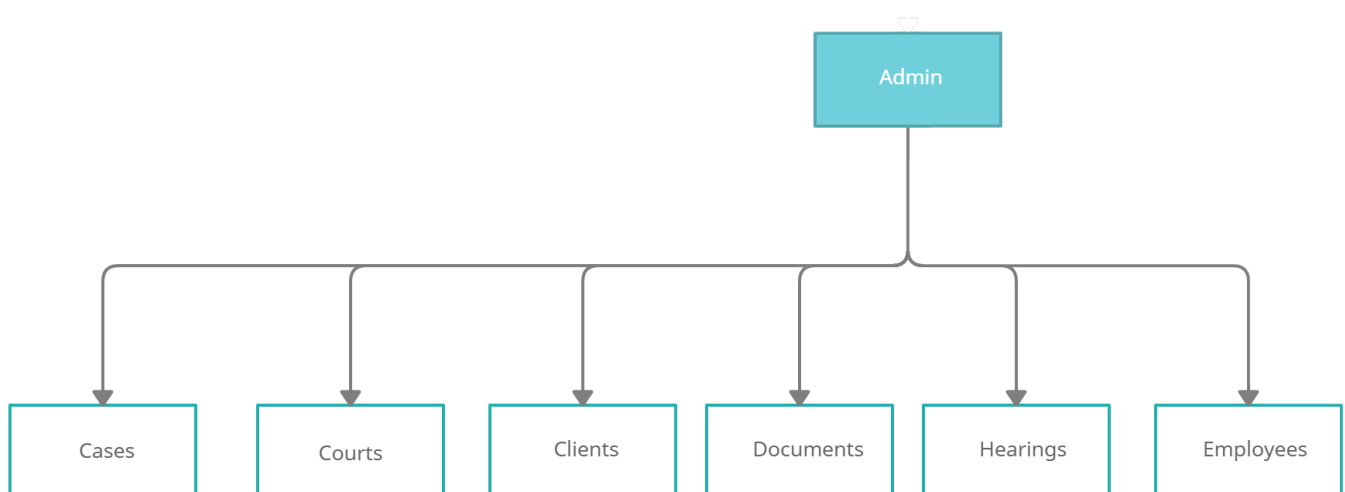 Admin
Cases
Courts
Clients
Documents
Hearings
Employees